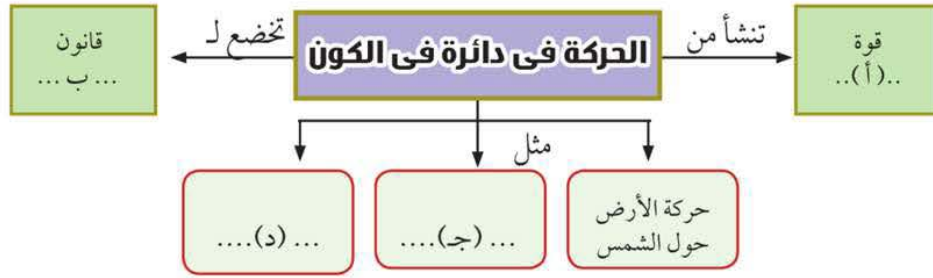 قوة
..(أ)..
تنشأ من
الحركة فى دائرة فى الكون
تخضع لـ
قانون
... ب ...
مثل
حركة الأرض
حول الشمس
... (جـ)....
... (د)....